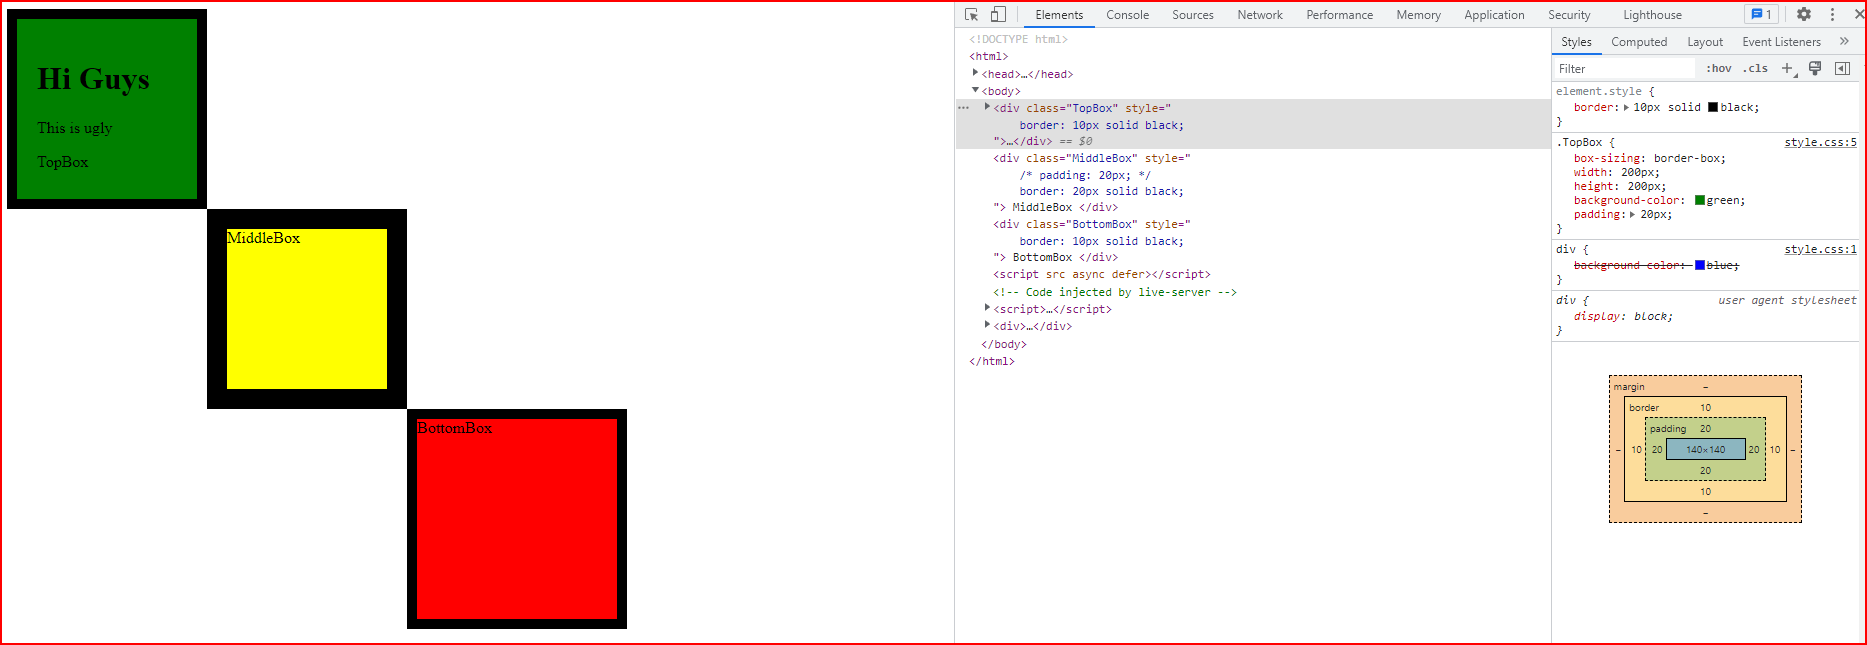 Hi Guys
This is ugly
TopBox
MiddleBox
BottomBox
Elements Console Sources Network Performance Memory Application Security Lighthouse 1
<!DOCTYPE html>
<html>
<head>…</head>
<body>
<div class="TopBox" style="
border: 10px solid black;
">…</div> == $0
<div class="MiddleBox" style="
/* padding: 20px; */
border: 20px solid black;
"> MiddleBox </div>
<div class="BottomBox" style="
border: 10px solid black;
"> BottomBox </div>
<script src async defer></script>
<!-- Code injected by live-server -->
<script>…</script>
<div>…</div>
</body>
</html>
Styles Computed Layout Event Listeners »
Filter :hov .cls +
element.style {
border: 10px solid black;
}
.TopBox { style.css:5
box-sizing: border-box;
width: 200px;
height: 200px;
background-color: green;
padding: 20px;
}
div { style.css:1
background-color: blue;
}
div { user agent stylesheet
display: block;
}
margin –
border 10
padding 20
– 10 20 140×140 20 10 –
20
10
–